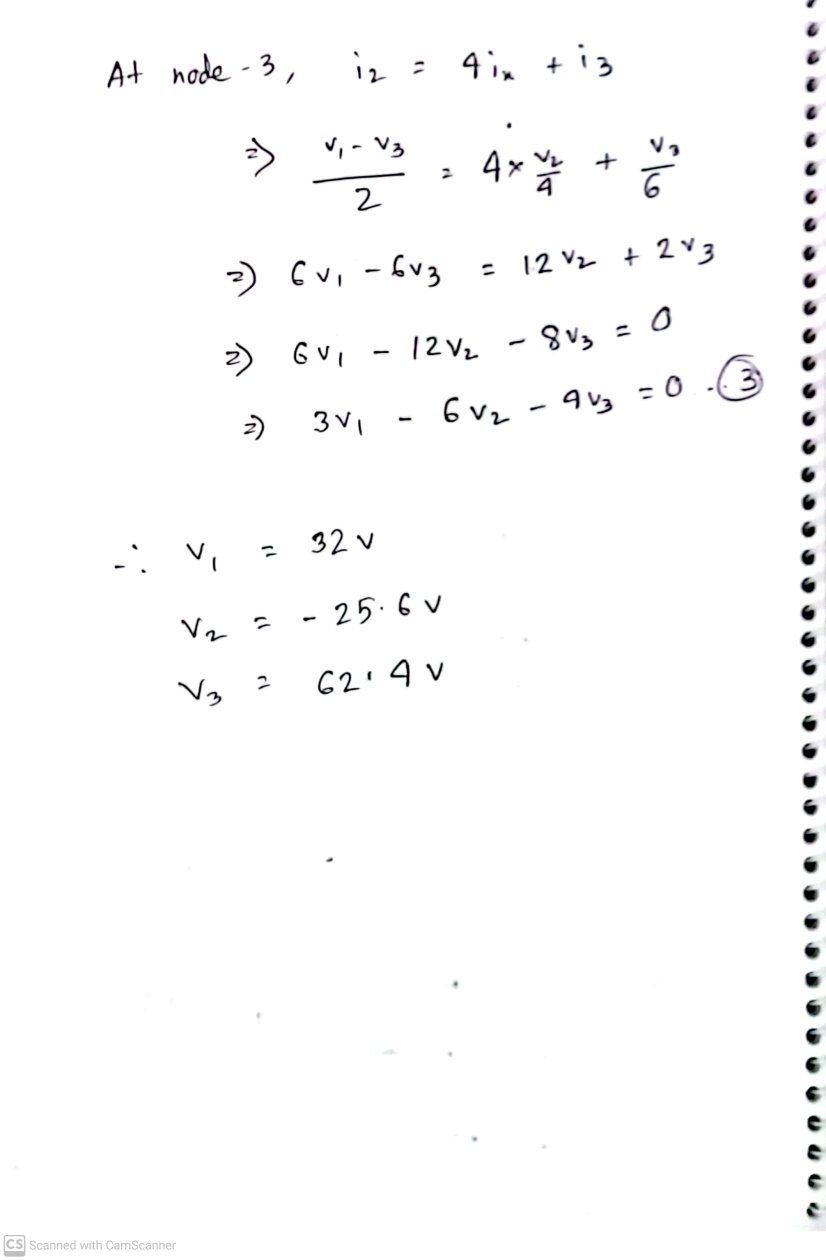 At node-3, i2 = 4ix + i3
⇒ (v1 - v3)/2 = 4 × v2/4 + v3/6
⇒ 6v1 - 6v3 = 12v2 + 2v3
⇒ 6v1 - 12v2 - 8v3 = 0
⇒ 3v1 - 6v2 - 4v3 = 0 -. ③
∴ v1 = 32 v
v2 = - 25.6 v
v3 = 62.4 v
CS Scanned with CamScanner